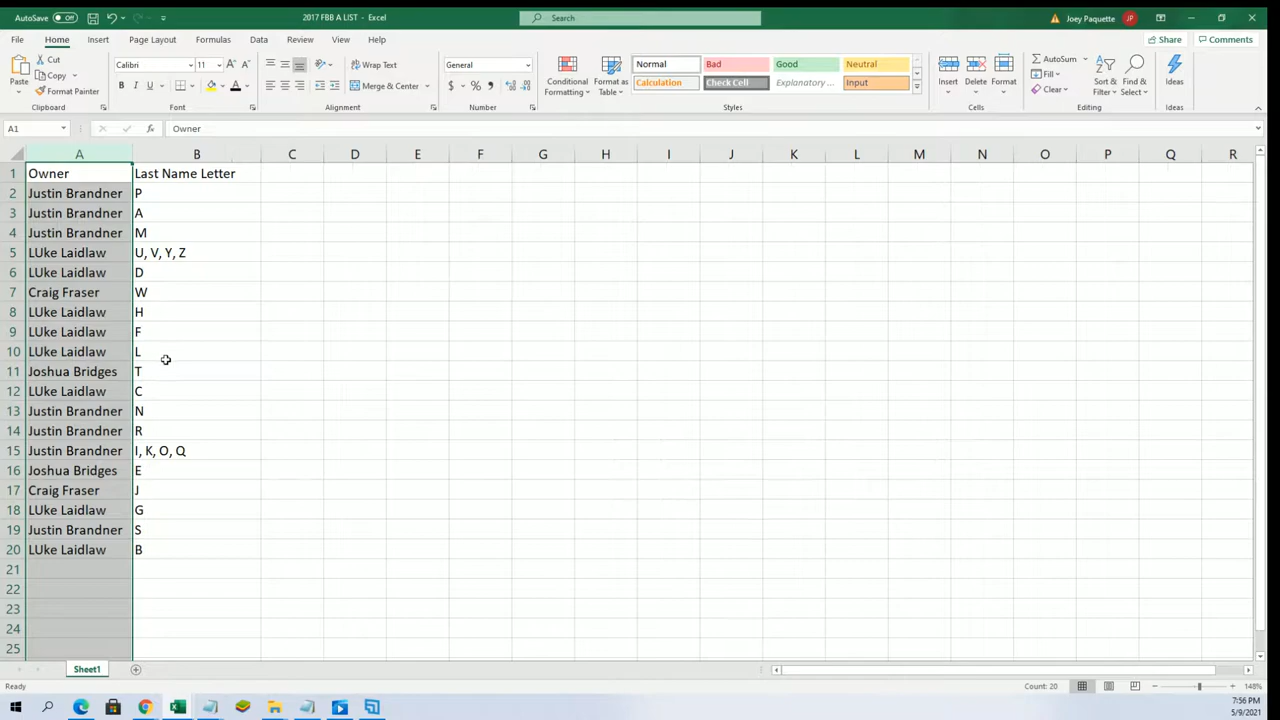 AutoSave Off 2017 FBB A LIST - Excel Search Joey Paquette JP
File Home Insert Page Layout Formulas Data Review View Help Share Comments
Paste Cut Copy Format Painter Clipboard
Calibri 11 A A B I U A Font
Wrap Text Merge & Center Alignment
General $ % , Number
Conditional Formatting Format as Table
Normal Bad Good Neutral
Calculation Check Cell Explanatory ... Input
Styles
Insert Delete Format Cells
AutoSum Fill Clear Sort & Filter Find & Select Editing
Ideas Ideas
A1 fx Owner
A B C D E F G H I J K L M N O P Q R
1 Owner Last Name Letter
2 Justin Brandner P
3 Justin Brandner A
4 Justin Brandner M
5 LUke Laidlaw U, V, Y, Z
6 LUke Laidlaw D
7 Craig Fraser W
8 LUke Laidlaw H
9 LUke Laidlaw F
10 LUke Laidlaw L
11 Joshua Bridges T
12 LUke Laidlaw C
13 Justin Brandner N
14 Justin Brandner R
15 Justin Brandner I, K, O, Q
16 Joshua Bridges E
17 Craig Fraser J
18 LUke Laidlaw G
19 Justin Brandner S
20 LUke Laidlaw B
21
22
23
24
25
Sheet1
Ready Count: 20 148%
7:56 PM
5/9/2021